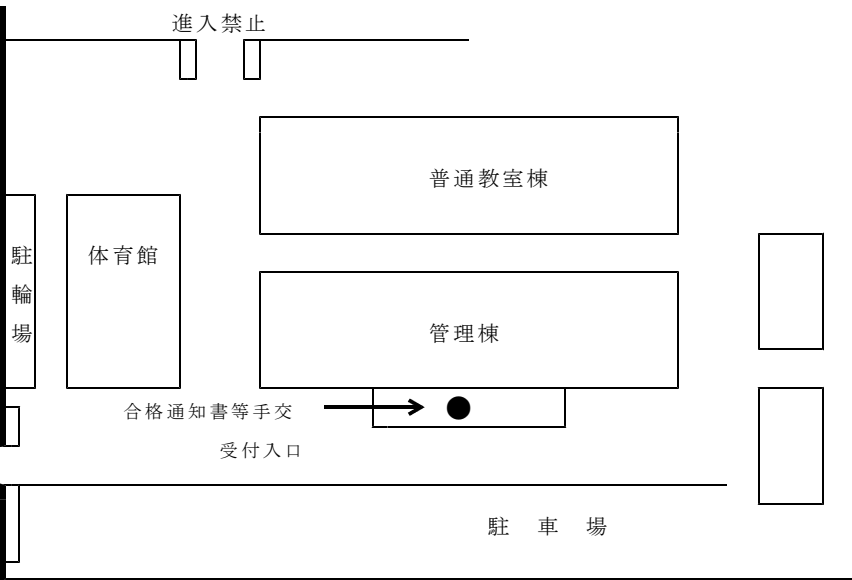 進入禁止
普通教室棟
駐輪場
体育館
管理棟
合格通知書等手交
受付入口
駐車場